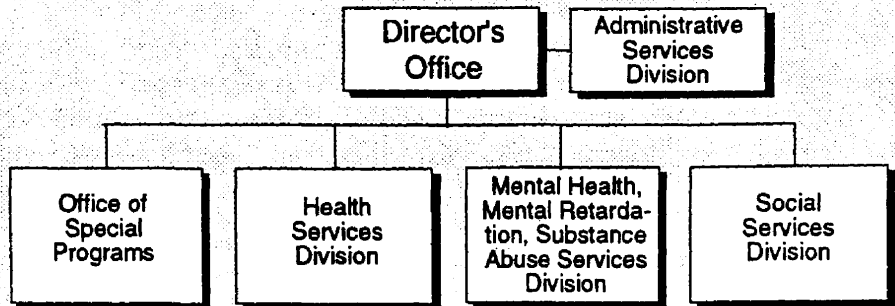 Director's
Office
Administrative
Services
Division
Office of
Special
Programs
Health
Services
Division
Mental Health,
Mental Retarda-
tion, Substance
Abuse Services
Division
Social
Services
Division